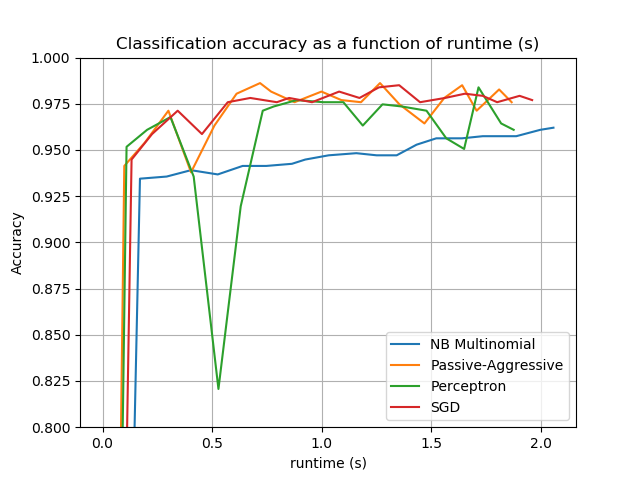 Classification accuracy as a function of runtime (s)
1.000
0.975
0.950
0.925
0.900
0.875
0.850
0.825
0.800
Accuracy
NB Multinomial
Passive-Aggressive
Perceptron
SGD
0.0 0.5 1.0 1.5 2.0
runtime (s)